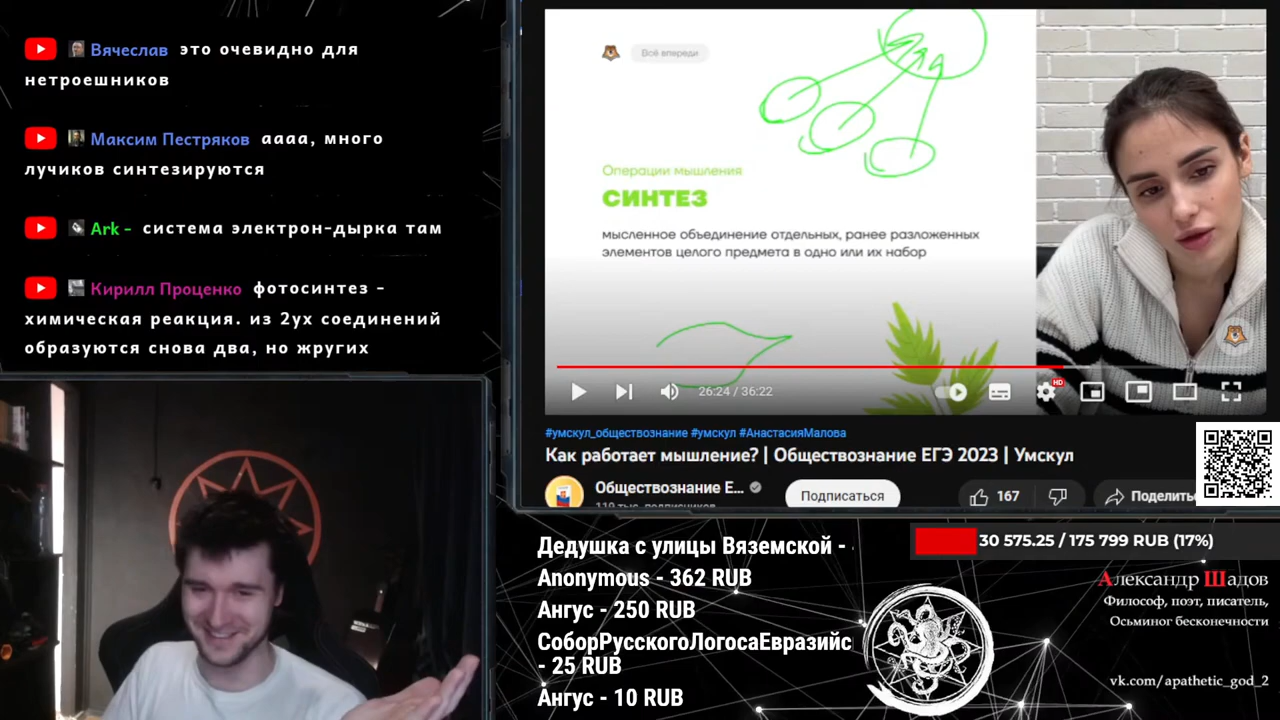 Вячеслав это очевидно для
нетроешников
Максим Пестряков аааа, много
лучиков синтезируются
Ark - система электрон-дырка там
Кирилл Проценко фотосинтез -
химическая реакция. из 2ух соединений
образуются снова два, но жругих
Всё впереди
Операции мышления
СИНТЕЗ
мысленное объединение отдельных, ранее разложенных
элементов целого предмета в одно или их набор
26:24 / 36:22
HD
#умскул_обществознание #умскул #АнастасияМалова
Как работает мышление? | Обществознание ЕГЭ 2023 | Умскул
Обществознание Е...
Подписаться
167
Поделить
30 575.25 / 175 799 RUB (17%)
Дедушка с улицы Вяземской -
Anonymous - 362 RUB
Ангус - 250 RUB
СоборРусскогоЛогосаЕвразийс
- 25 RUB
Ангус - 10 RUB
Александр Шадов
Философ, поэт, писатель,
Осьминог бесконечности
vk.com/apathetic_god_2